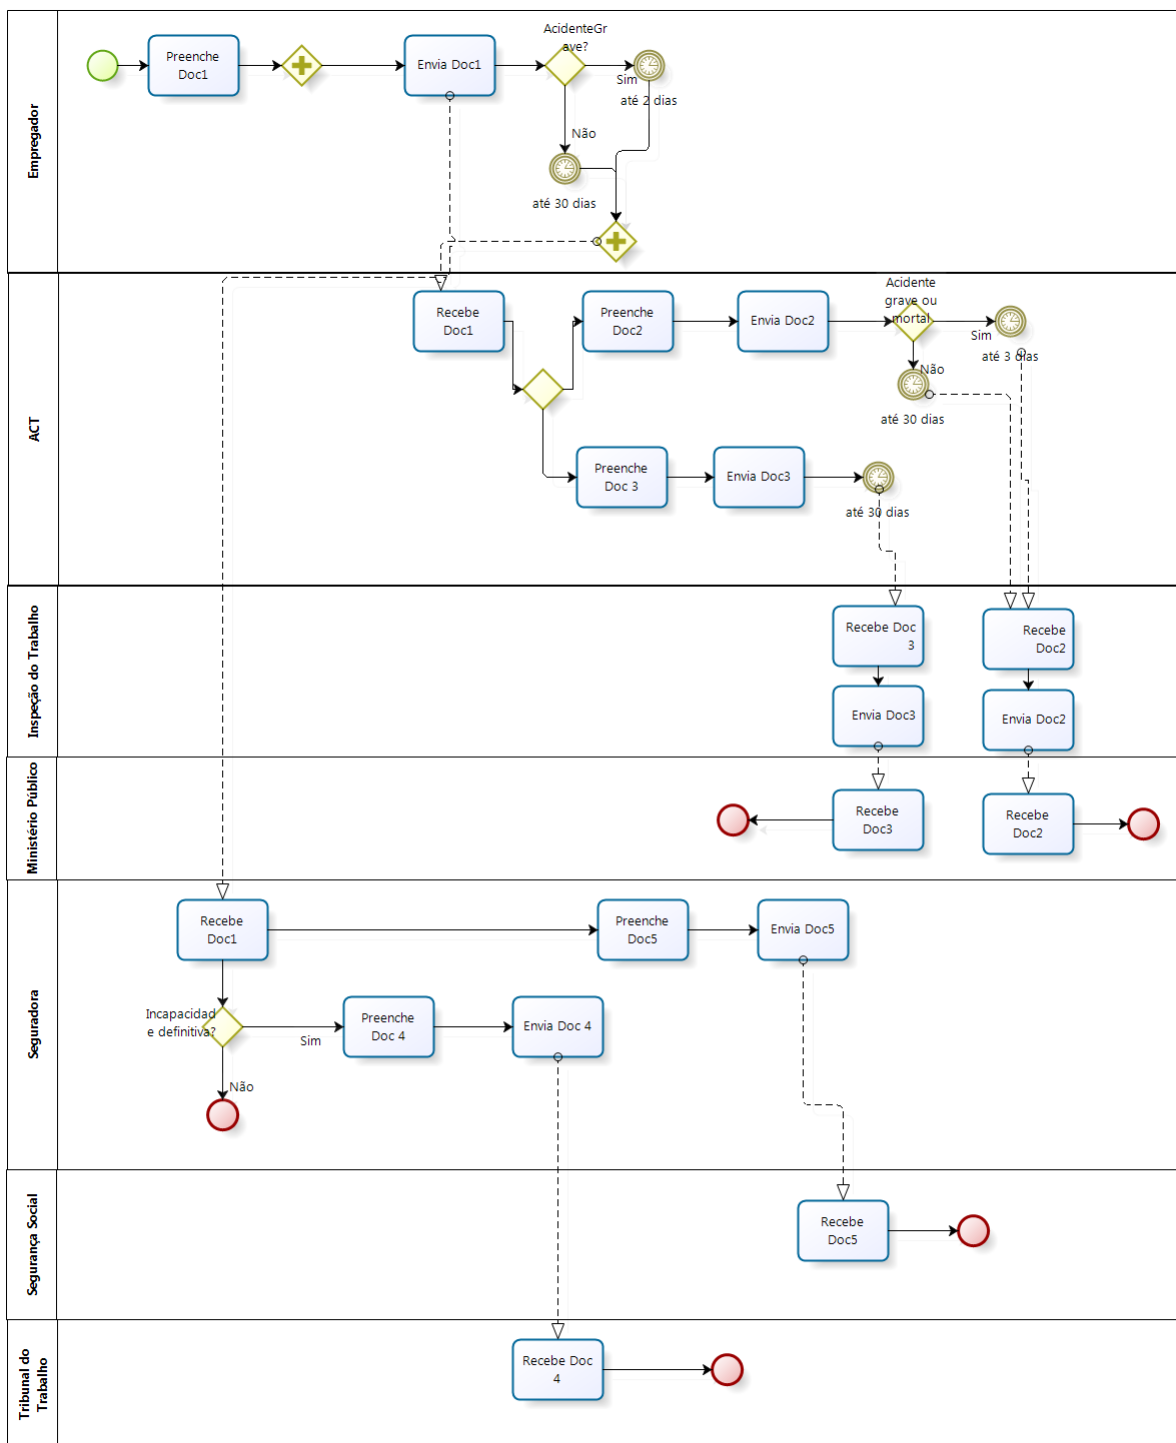 Empregador
AcidenteGr
ave?
Preenche
Doc1
Envia Doc1
Sim
até 2 dias
Não
até 30 dias
ACT
Recebe
Doc1
Preenche
Doc2
Envia Doc2
Acidente
grave ou
mortal
Sim
até 3 dias
Não
até 30 dias
Preenche
Doc 3
Envia Doc3
até 30 dias
Inspeção do Trabalho
Recebe Doc
3
Recebe
Doc2
Envia Doc3
Envia Doc2
Ministério Público
Recebe
Doc3
Recebe
Doc2
Seguradora
Recebe
Doc1
Preenche
Doc5
Envia Doc5
Incapacidad
e definitiva?
Sim
Preenche
Doc 4
Envia Doc 4
Não
Segurança Social
Recebe
Doc5
Tribunal do
Trabalho
Recebe Doc
4